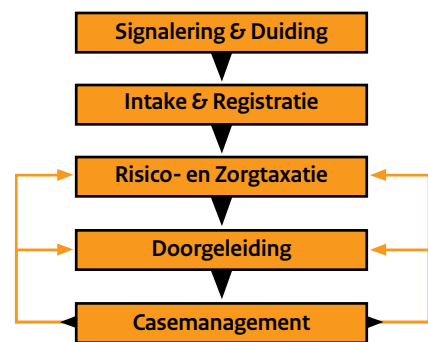 Signalering & Duiding
Intake & Registratie
Risico- en Zorgtaxatie
Doorgeleiding
Casemanagement